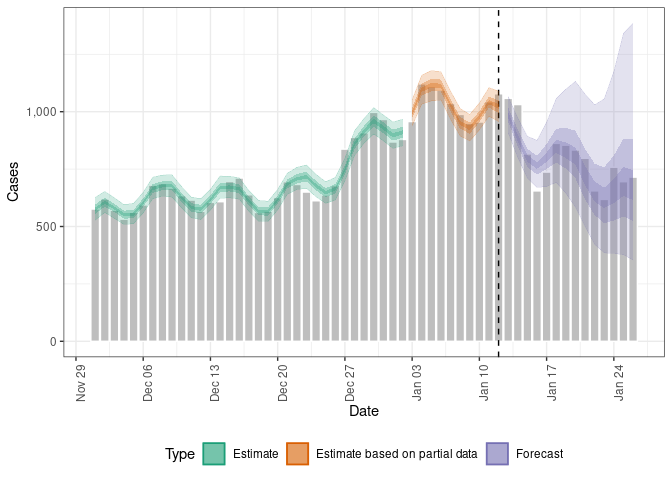 Cases
1,000
500
0
Nov 29
Dec 06
Dec 13
Dec 20
Dec 27
Jan 03
Jan 10
Jan 17
Jan 24
Date
Type Estimate Estimate based on partial data Forecast